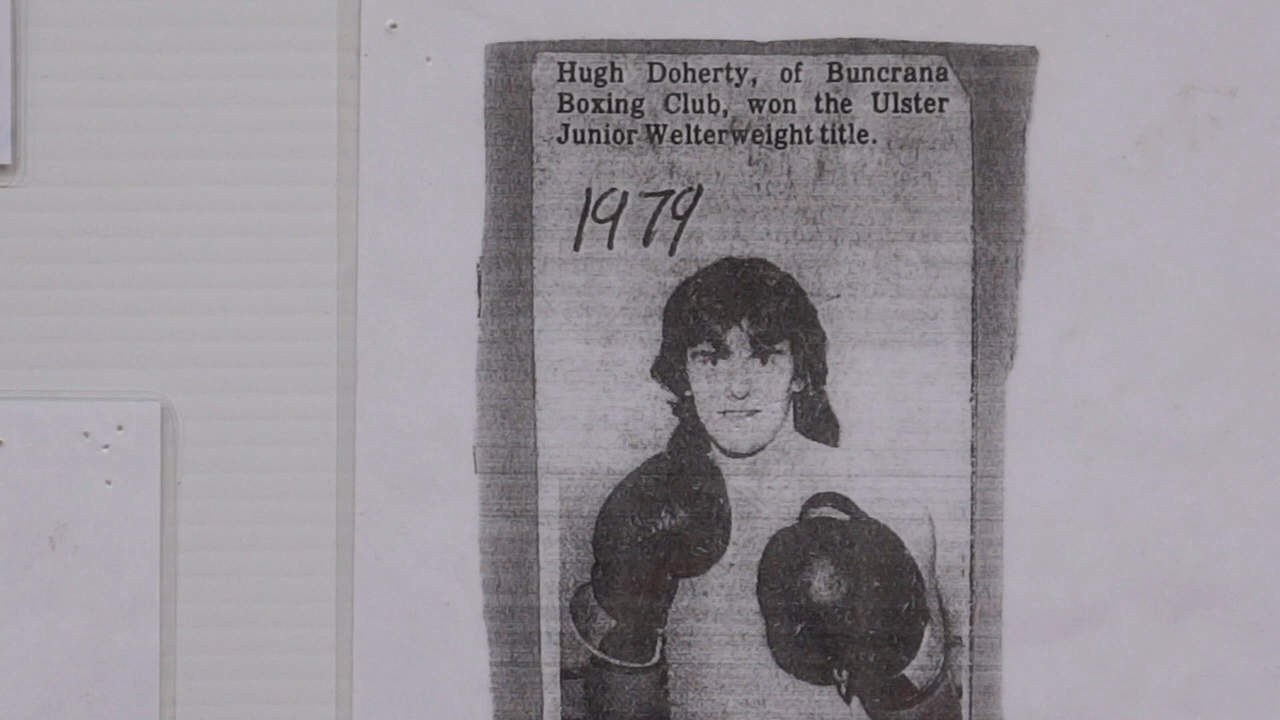 Hugh Doherty, of Buncrana
Boxing Club, won the Ulster
Junior Welterweight title.
1979